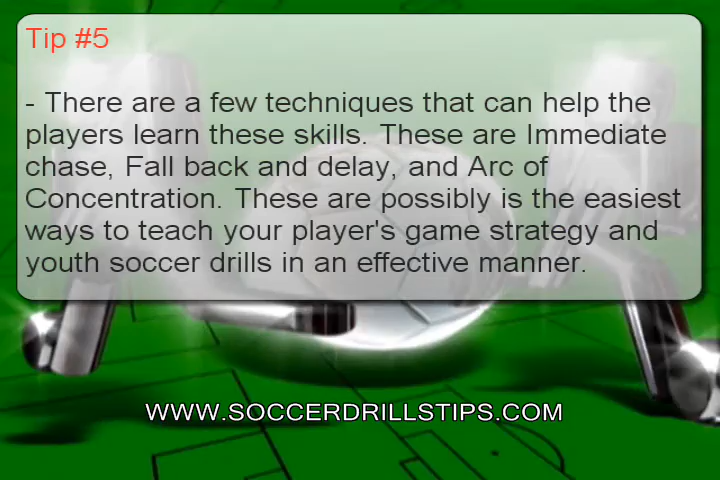 Tip #5
- There are a few techniques that can help the
players learn these skills. These are Immediate
chase, Fall back and delay, and Arc of
Concentration. These are possibly is the easiest
ways to teach your player's game strategy and
youth soccer drills in an effective manner.
WWW.SOCCERDRILLSTIPS.COM